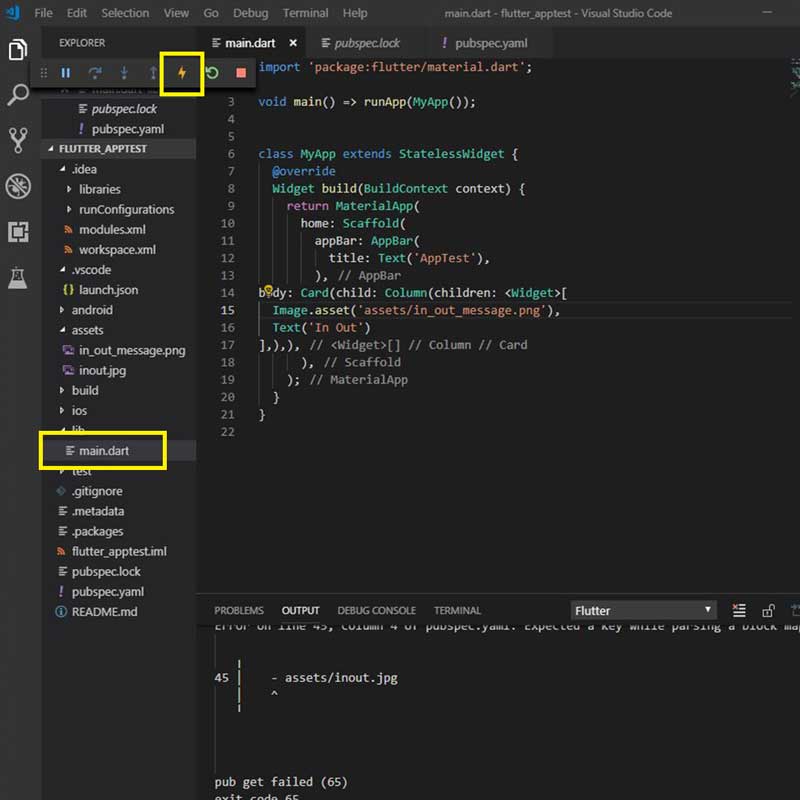 File Edit Selection View Go Debug Terminal Help main.dart - flutter_apptest - Visual Studio Code
EXPLORER
main.dart × pubspec.lock ! pubspec.yaml
main.dart
pubspec.lock
! pubspec.yaml
FLUTTER_APPTEST
.idea
libraries
runConfigurations
modules.xml
workspace.xml
.vscode
{} launch.json
android
assets
in_out_message.png
inout.jpg
build
ios
lib
main.dart
test
.gitignore
.metadata
.packages
flutter_apptest.iml
pubspec.lock
! pubspec.yaml
README.md
import 'package:flutter/material.dart';
3 void main() => runApp(MyApp());
4
5
6 class MyApp extends StatelessWidget {
7 @override
8 Widget build(BuildContext context) {
9 return MaterialApp(
10 home: Scaffold(
11 appBar: AppBar(
12 title: Text('AppTest'),
13 ), // AppBar
14 body: Card(child: Column(children: <Widget>[
15 Image.asset('assets/in_out_message.png'),
16 Text('In Out')
17 ],),), // <Widget>[] // Column // Card
18 ), // Scaffold
19 ); // MaterialApp
20 }
21 }
22
PROBLEMS OUTPUT DEBUG CONSOLE TERMINAL Flutter
Error on line 45, column 4 of pubspec.yaml: Expected a key while parsing a block map
45 | - assets/inout.jpg
^
pub get failed (65)
exit code 65